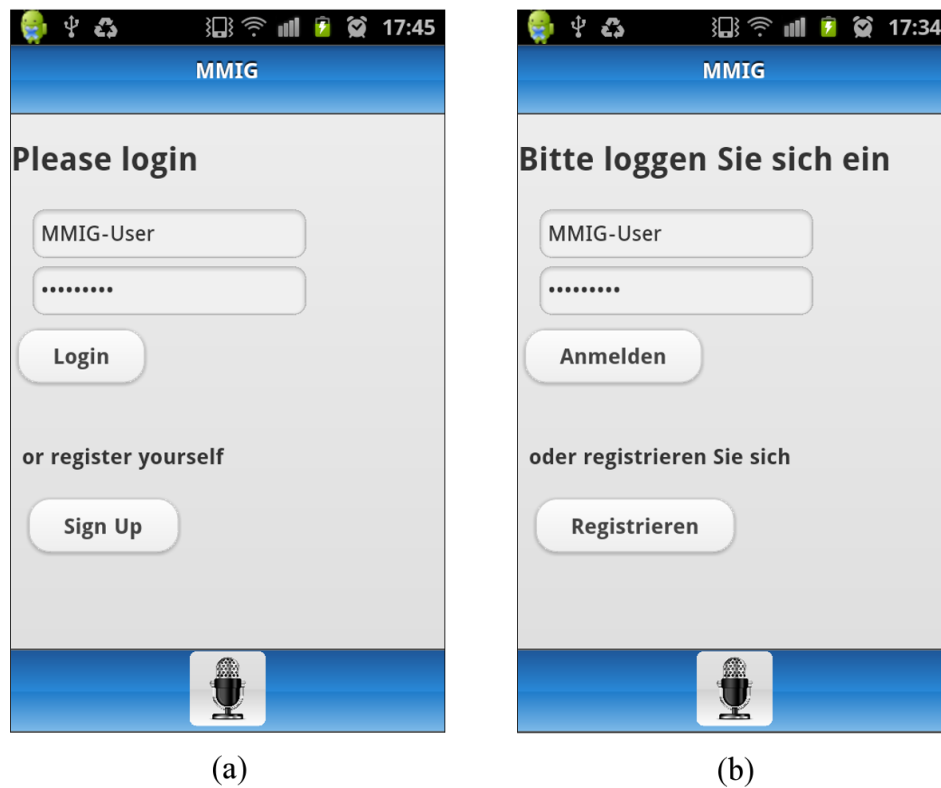 17:45
MMIG
Please login
MMIG-User
•••••••••
Login
or register yourself
Sign Up
(a)
17:34
MMIG
Bitte loggen Sie sich ein
MMIG-User
•••••••••
Anmelden
oder registrieren Sie sich
Registrieren
(b)